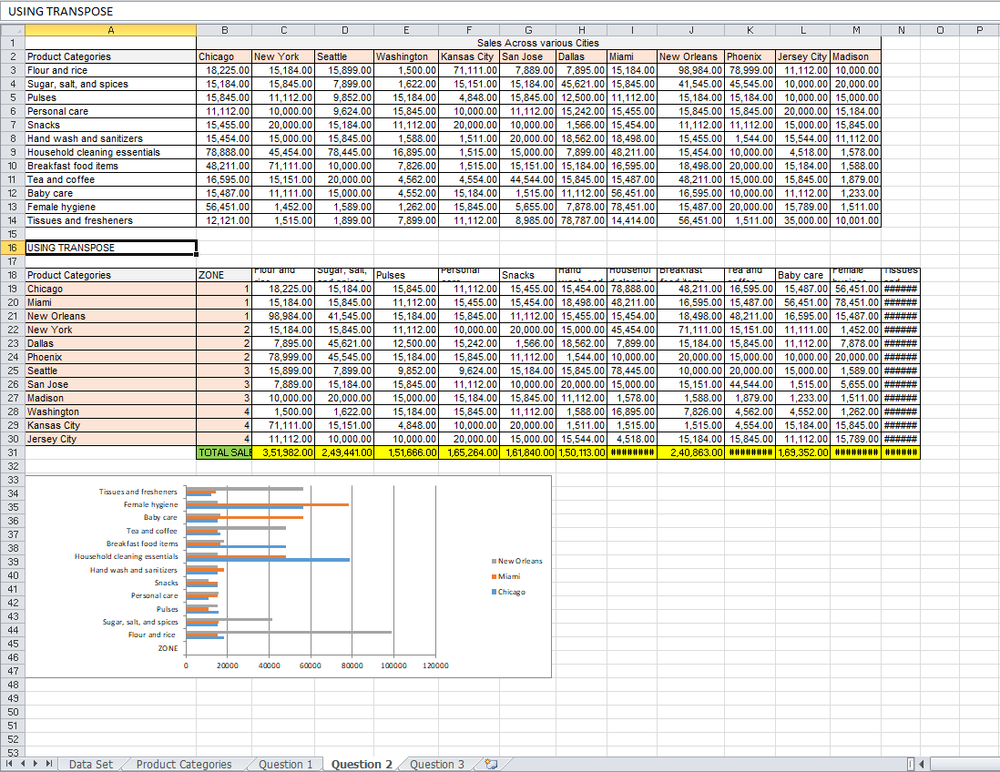 USING TRANSPOSE
A B C D E F G H I J K L M N O P
1 Sales Across various Cities
2 Product Categories Chicago New York Seattle Washington Kansas City San Jose Dallas Miami New Orleans Phoenix Jersey City Madison
3 Flour and rice 18,225.00 15,184.00 15,899.00 1,500.00 71,111.00 7,889.00 7,895.00 15,184.00 98,984.00 78,999.00 11,112.00 10,000.00
4 Sugar, salt, and spices 15,184.00 15,845.00 7,899.00 1,622.00 15,151.00 15,184.00 45,621.00 15,845.00 41,545.00 45,545.00 10,000.00 20,000.00
5 Pulses 15,845.00 11,112.00 9,852.00 15,184.00 4,848.00 15,845.00 12,500.00 11,112.00 15,184.00 15,184.00 10,000.00 15,000.00
6 Personal care 11,112.00 10,000.00 9,624.00 15,845.00 10,000.00 11,112.00 15,242.00 15,455.00 15,845.00 15,845.00 20,000.00 15,184.00
7 Snacks 15,455.00 20,000.00 15,184.00 11,112.00 20,000.00 10,000.00 1,566.00 15,454.00 11,112.00 11,112.00 15,000.00 15,845.00
8 Hand wash and sanitizers 15,454.00 15,000.00 15,845.00 1,588.00 1,511.00 20,000.00 18,562.00 18,498.00 15,455.00 1,544.00 15,544.00 11,112.00
9 Household cleaning essentials 78,888.00 45,454.00 78,445.00 16,895.00 1,515.00 15,000.00 7,899.00 48,211.00 15,454.00 10,000.00 4,518.00 1,578.00
10 Breakfast food items 48,211.00 71,111.00 10,000.00 7,826.00 1,515.00 15,151.00 15,184.00 16,595.00 18,498.00 20,000.00 15,184.00 1,588.00
11 Tea and coffee 16,595.00 15,151.00 20,000.00 4,562.00 4,554.00 44,544.00 15,845.00 15,487.00 48,211.00 15,000.00 15,845.00 1,879.00
12 Baby care 15,487.00 11,111.00 15,000.00 4,552.00 15,184.00 1,515.00 11,112.00 56,451.00 16,595.00 10,000.00 11,112.00 1,233.00
13 Female hygiene 56,451.00 1,452.00 1,589.00 1,262.00 15,845.00 5,655.00 7,878.00 78,451.00 15,487.00 20,000.00 15,789.00 1,511.00
14 Tissues and fresheners 12,121.00 1,515.00 1,899.00 7,899.00 11,112.00 8,985.00 78,787.00 14,414.00 56,451.00 1,511.00 35,000.00 10,001.00
15
16 USING TRANSPOSE
17
18 Product Categories ZONE Flour and Sugar, salt, Pulses Personal Snacks Hand Househol Breakfast Tea and Baby care Female Tissues
19 Chicago 1 18,225.00 15,184.00 15,845.00 11,112.00 15,455.00 15,454.00 78,888.00 48,211.00 16,595.00 15,487.00 56,451.00 ######
20 Miami 1 15,184.00 15,845.00 11,112.00 15,455.00 15,454.00 18,498.00 48,211.00 16,595.00 15,487.00 56,451.00 78,451.00 ######
21 New Orleans 1 98,984.00 41,545.00 15,184.00 15,845.00 11,112.00 15,455.00 15,454.00 18,498.00 48,211.00 16,595.00 15,487.00 ######
22 New York 2 15,184.00 15,845.00 11,112.00 10,000.00 20,000.00 15,000.00 45,454.00 71,111.00 15,151.00 11,111.00 1,452.00 ######
23 Dallas 2 7,895.00 45,621.00 12,500.00 15,242.00 1,566.00 18,562.00 7,899.00 15,184.00 15,845.00 11,112.00 7,878.00 ######
24 Phoenix 2 78,999.00 45,545.00 15,184.00 15,845.00 11,112.00 1,544.00 10,000.00 20,000.00 15,000.00 10,000.00 20,000.00 ######
25 Seattle 3 15,899.00 7,899.00 9,852.00 9,624.00 15,184.00 15,845.00 78,445.00 10,000.00 20,000.00 15,000.00 1,589.00 ######
26 San Jose 3 7,889.00 15,184.00 15,845.00 11,112.00 10,000.00 20,000.00 15,000.00 15,151.00 44,544.00 1,515.00 5,655.00 ######
27 Madison 3 10,000.00 20,000.00 15,000.00 15,184.00 15,845.00 11,112.00 1,578.00 1,588.00 1,879.00 1,233.00 1,511.00 ######
28 Washington 4 1,500.00 1,622.00 15,184.00 15,845.00 11,112.00 1,588.00 16,895.00 7,826.00 4,562.00 4,552.00 1,262.00 ######
29 Kansas City 4 71,111.00 15,151.00 4,848.00 10,000.00 20,000.00 1,511.00 1,515.00 1,515.00 4,554.00 15,184.00 15,845.00 ######
30 Jersey City 4 11,112.00 10,000.00 10,000.00 20,000.00 15,000.00 15,544.00 4,518.00 15,184.00 15,845.00 11,112.00 15,789.00 ######
31 TOTAL SALE 3,51,982.00 2,49,441.00 1,51,666.00 1,65,264.00 1,61,840.00 1,50,113.00 ######## 2,40,863.00 ######## 1,69,352.00 ######## ######
32
33
34 Tissues and fresheners
35 Female hygiene
36 Baby care
37 Tea and coffee
38 Breakfast food items
39 Household cleaning essentials New Orleans
40 Hand wash and sanitizers Miami
41 Snacks Chicago
42 Personal care
43 Pulses
44 Sugar, salt, and spices
45 Flour and rice
46 ZONE
47 0 20000 40000 60000 80000 100000 120000
48
49
50
51
52
53
Data Set Product Categories Question 1 Question 2 Question 3